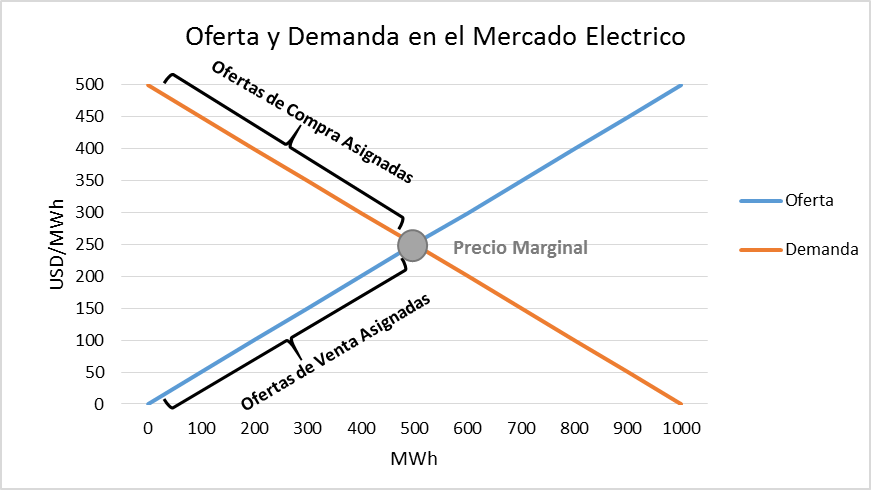 Oferta y Demanda en el Mercado Electrico
Ofertas de Compra Asignadas
500
450
400
350
300
250
200
150
100
50
0
USD/MWh
Precio Marginal
Ofertas de Venta Asignadas
Oferta
Demanda
0 100 200 300 400 500 600 700 800 900 1000
MWh